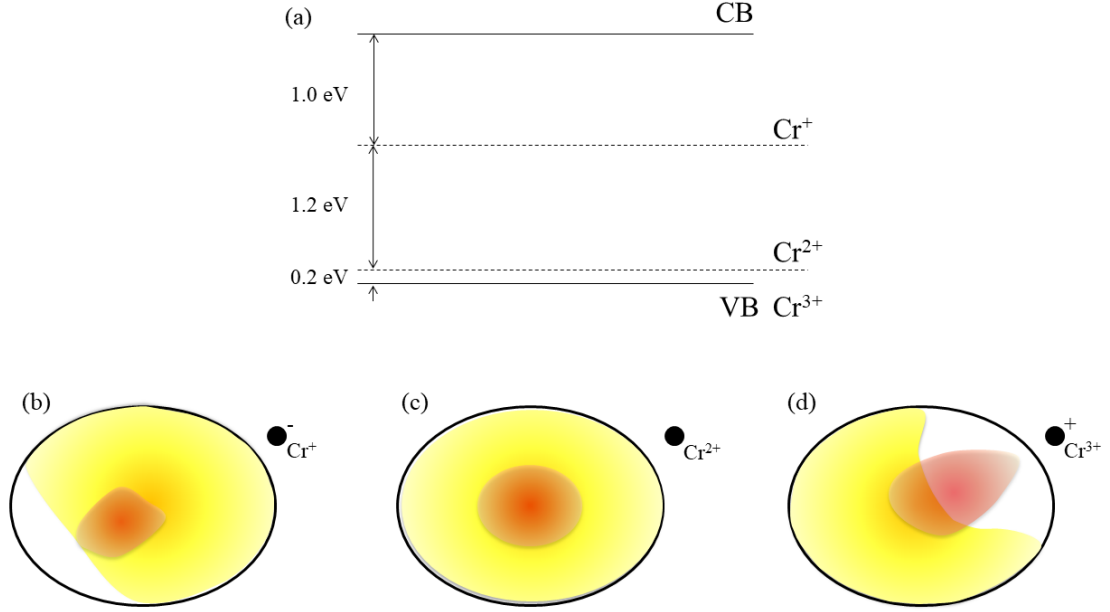 (a)
CB
1.0 eV
Cr⁺
1.2 eV
Cr²⁺
0.2 eV
VB Cr³⁺
(b)
-
Cr⁺
(c)
Cr²⁺
(d)
+
Cr³⁺